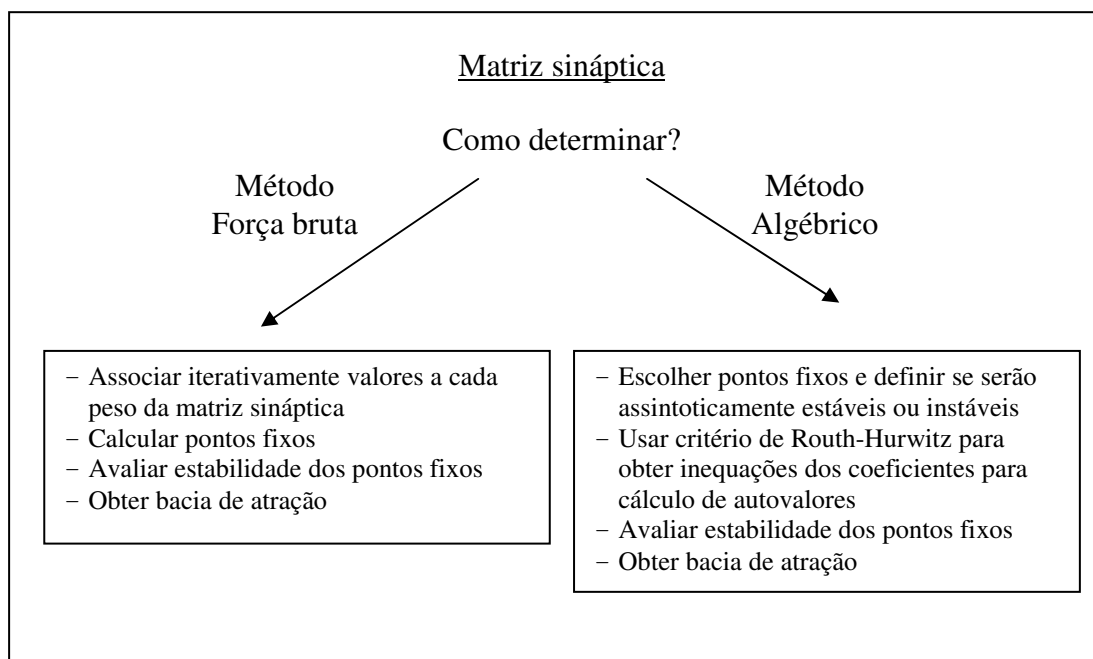 Matriz sináptica
Como determinar?
Método
Força bruta
Método
Algébrico
− Associar iterativamente valores a cada
peso da matriz sináptica
− Calcular pontos fixos
− Avaliar estabilidade dos pontos fixos
− Obter bacia de atração
− Escolher pontos fixos e definir se serão
assintoticamente estáveis ou instáveis
− Usar critério de Routh-Hurwitz para
obter inequações dos coeficientes para
cálculo de autovalores
− Avaliar estabilidade dos pontos fixos
− Obter bacia de atração